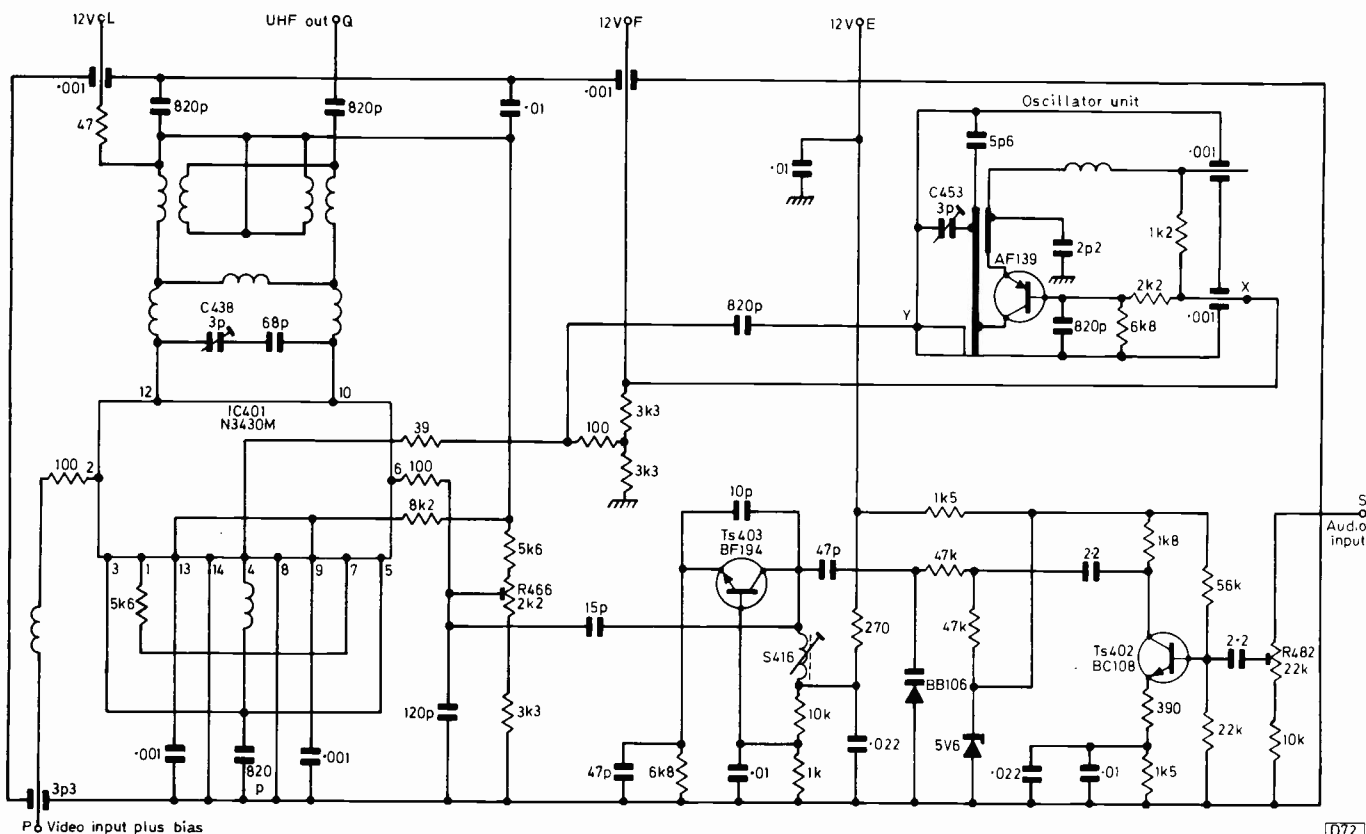 12V L
UHF out Q
12V F
12V E
·001
820p
820p
·01
·001
47
Oscillator unit
5p6
·001
·01
C453
3p
2p2
1k2
AF139
2k2
X
820p
6k8
·001
820p
Y
C438
3p
68p
12
10
IC401
N3430M
3k3
39
100
3k3
100
2
6
100
8k2
3
1
13
14
4
8
9
7
5
5k6
5k6
R466
2k2
10p
Ts403
BF194
47p
1k5
47k
2·2
1k8
56k
S
Audio
input
15p
S416
270
47k
Ts402
BC108
2·2
R482
22k
BB106
120p
3k3
10k
5V6
390
22k
10k
·001
820
p
·001
47p
6k8
·01
1k
·022
·022
·01
1k5
3p3
P Video input plus bias
D72